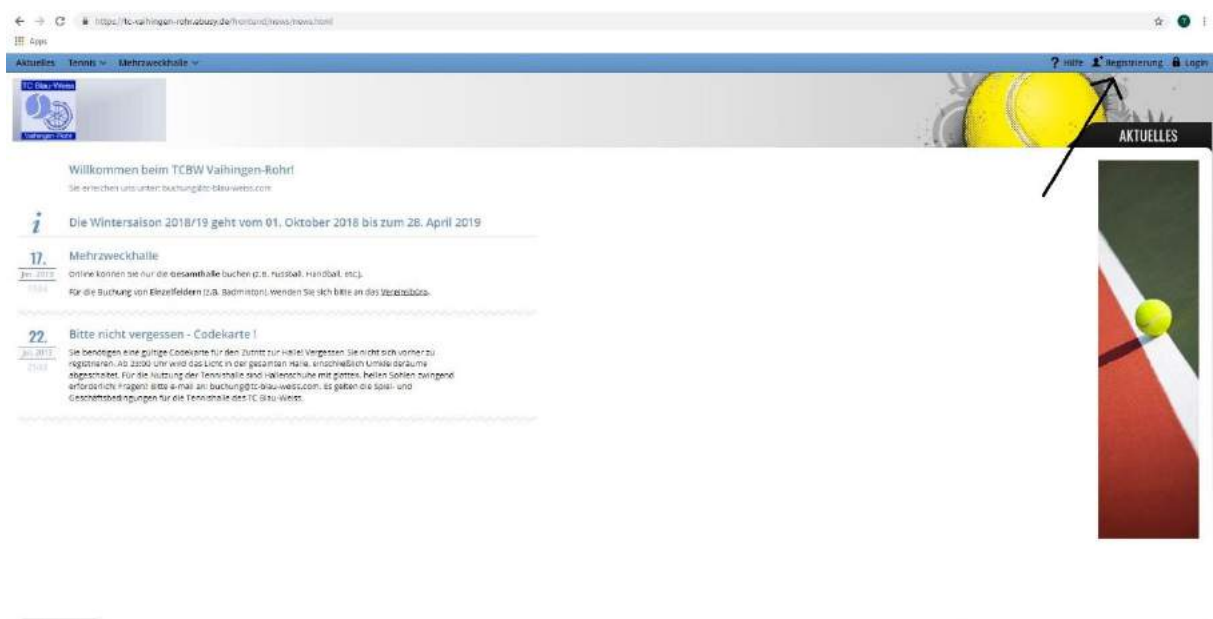 https://tc-vaihingen-rohr.ebusy.de/frontend/news/news.html
Apps
Aktuelles Tennis Mehrzweckhalle ? Hilfe Registrierung Login
TC Blau-Weiss
Vaihingen-Rohr
AKTUELLES
Willkommen beim TCBW Vaihingen-Rohr!
Sie erreichen uns unter: buchung@tc-blau-weiss.com
i Die Wintersaison 2018/19 geht vom 01. Oktober 2018 bis zum 28. April 2019
17. Mehrzweckhalle
Online können Sie nur die Gesamthalle buchen (z.B. Fussball, Handball, etc.).
Für die Buchung von Einzelfeldern (z.B. Badminton), wenden Sie sich bitte an das Vereinsbüro.
22. Bitte nicht vergessen - Codekarte !
Sie benötigen eine gültige Codekarte für den Zutritt zur Halle! Vergessen Sie nicht sich vorher zu
registrieren. Ab 23:00 Uhr wird das Licht in der gesamten Halle, einschließlich Umkleideräume
abgeschaltet. Für die Nutzung der Tennishalle sind Hallenschuhe mit glatten, hellen Sohlen zwingend
erforderlich! Fragen? Bitte e-mail an: buchung@tc-blau-weiss.com. Es gelten die Spiel- und
Geschäftsbedingungen für die Tennishalle des TC Blau-Weiss.